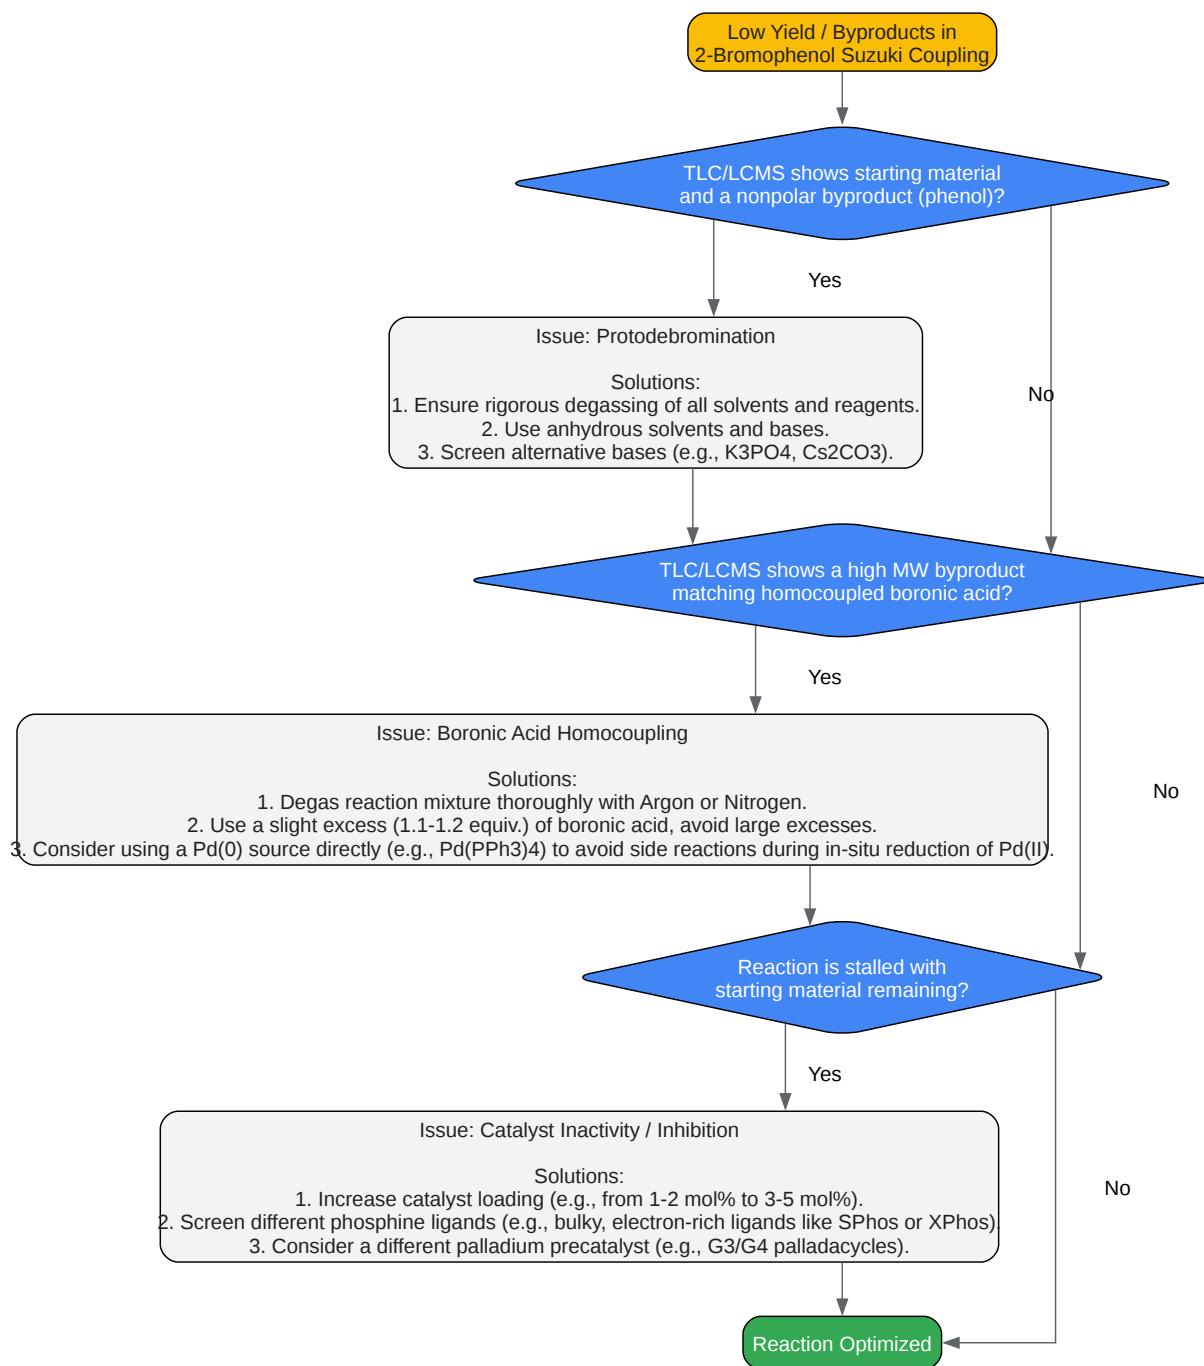 Low Yield / Byproducts in
2-Bromophenol Suzuki Coupling
TLC/LCMS shows starting material
and a nonpolar byproduct (phenol)?
Yes
Issue: Protodebromination
Solutions:
1. Ensure rigorous degassing of all solvents and reagents.
2. Use anhydrous solvents and bases.
3. Screen alternative bases (e.g., K3PO4, Cs2CO3).
No
TLC/LCMS shows a high MW byproduct
matching homocoupled boronic acid?
Yes
Issue: Boronic Acid Homocoupling
Solutions:
1. Degas reaction mixture thoroughly with Argon or Nitrogen.
2. Use a slight excess (1.1-1.2 equiv.) of boronic acid, avoid large excesses.
3. Consider using a Pd(0) source directly (e.g., Pd(PPh3)4) to avoid side reactions during in-situ reduction of Pd(II).
No
Reaction is stalled with
starting material remaining?
Yes
Issue: Catalyst Inactivity / Inhibition
Solutions:
1. Increase catalyst loading (e.g., from 1-2 mol% to 3-5 mol%).
2. Screen different phosphine ligands (e.g., bulky, electron-rich ligands like SPhos or XPhos).
3. Consider a different palladium precatalyst (e.g., G3/G4 palladacycles).
No
Reaction Optimized